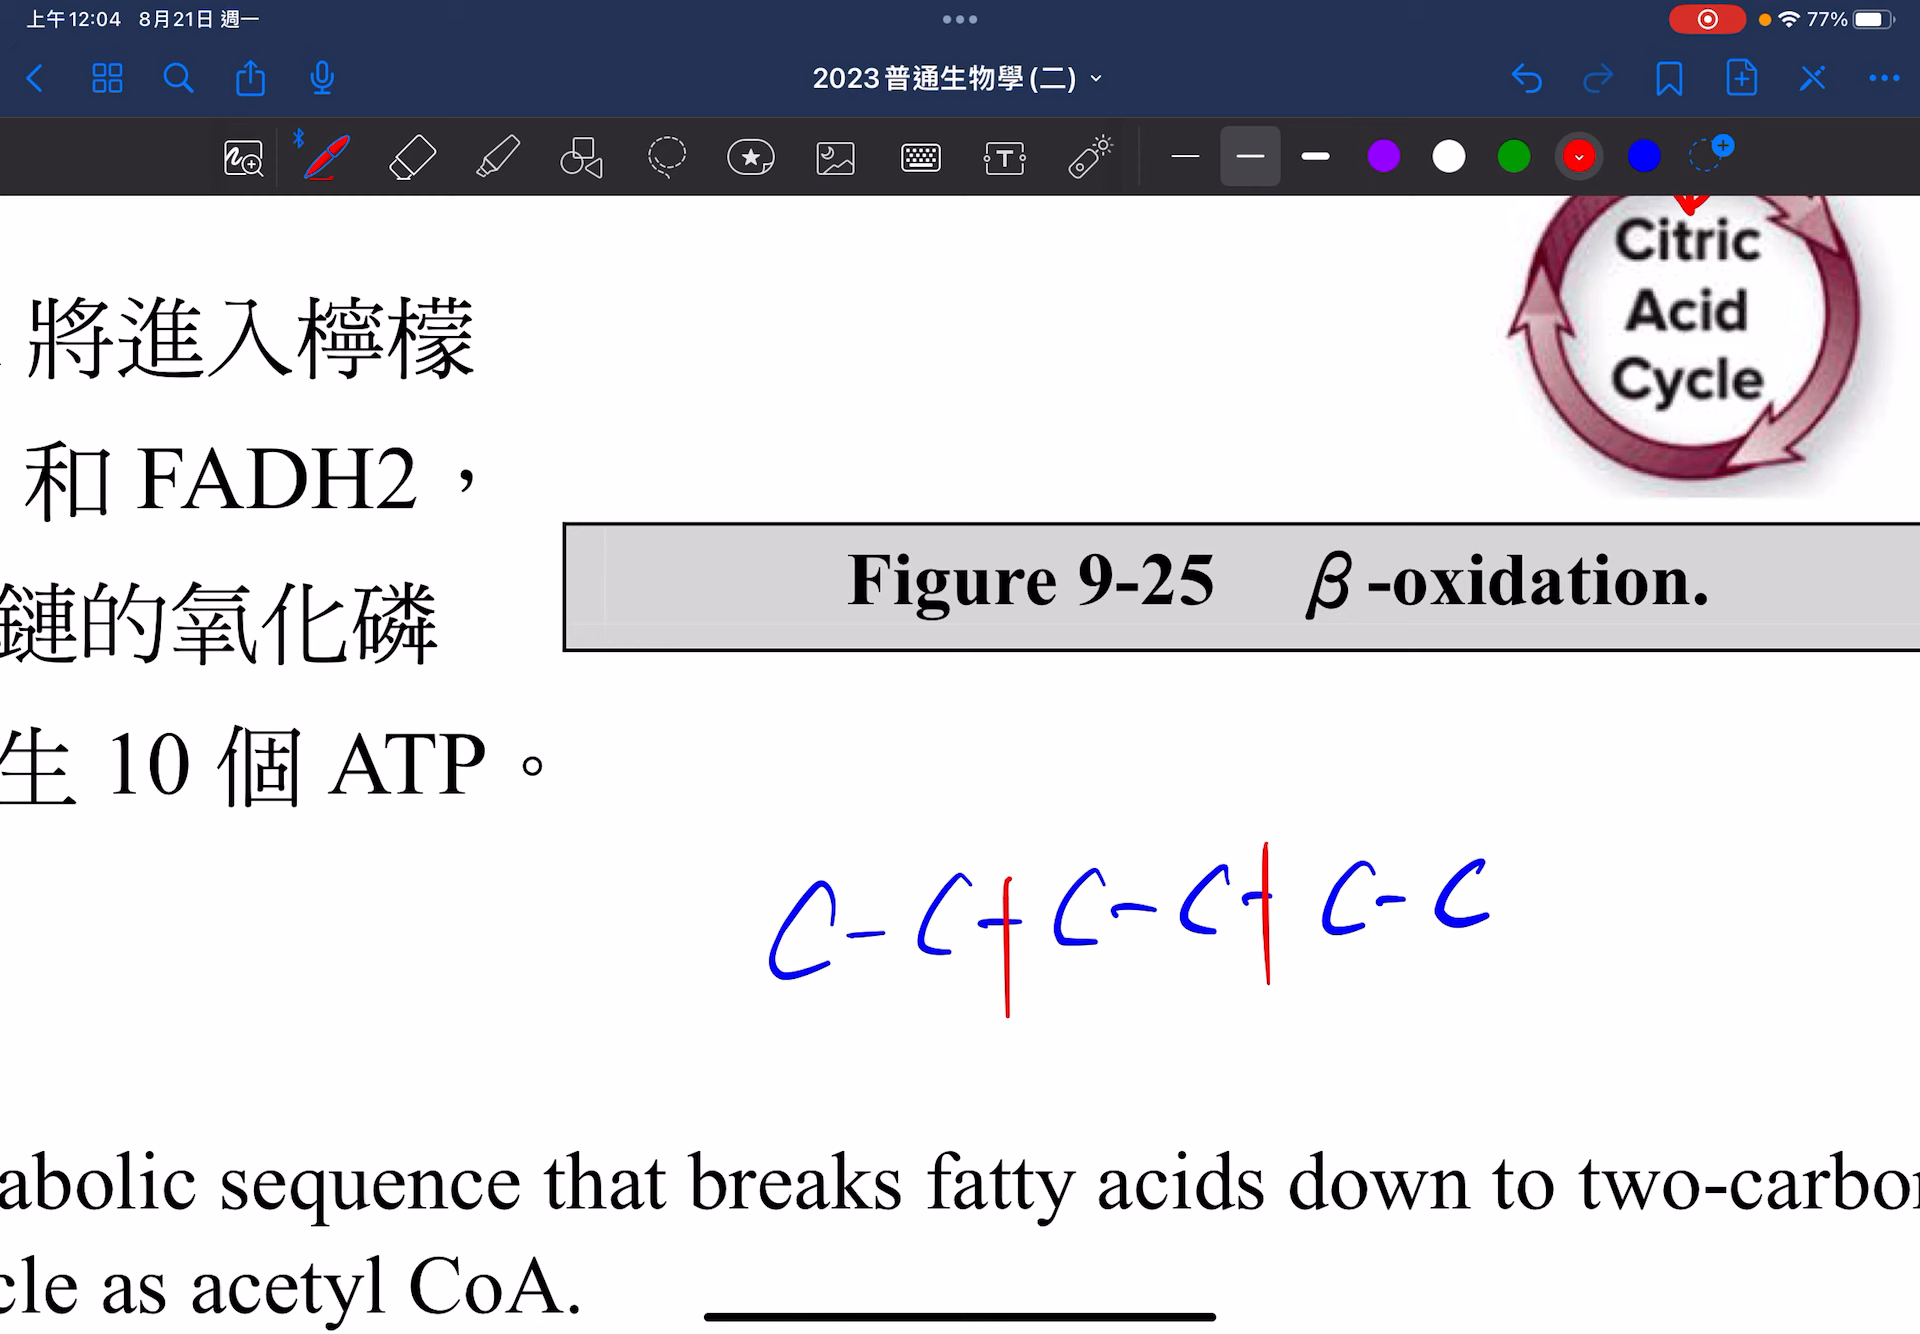 上午12:04 8月21日 週一
77%
2023普通生物學(二)
T
Citric
Acid
Cycle
將進入檸檬
和 FADH2，
鏈的氧化磷
生 10 個 ATP。
Figure 9-25 β-oxidation.
C-C-C-C-C-C
abolic sequence that breaks fatty acids down to two-carbon
cle as acetyl CoA.